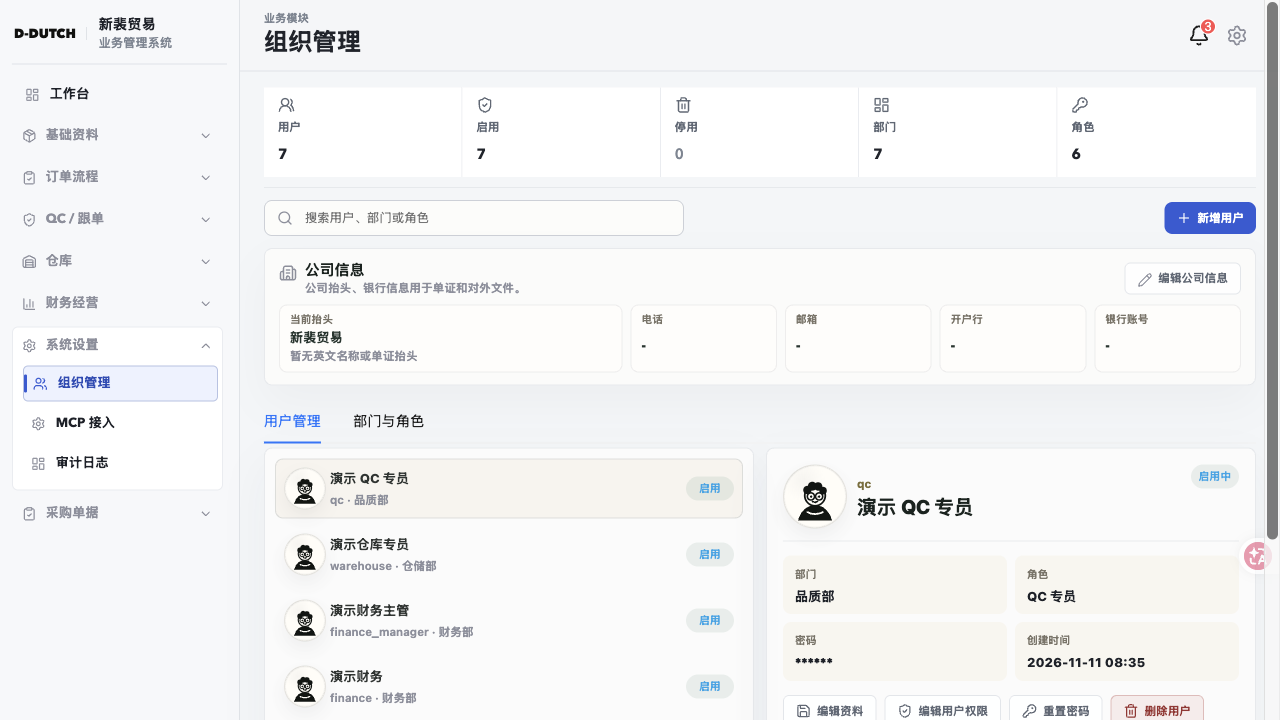 D-DUTCH
新裴贸易
业务管理系统
工作台
基础资料
订单流程
QC / 跟单
仓库
财务经营
系统设置
组织管理
MCP 接入
审计日志
采购单据
业务模块
组织管理
3
用户
7
启用
7
停用
0
部门
7
角色
6
搜索用户、部门或角色
新增用户
公司信息
公司抬头、银行信息用于单证和对外文件。
编辑公司信息
当前抬头
新裴贸易
暂无英文名称或单证抬头
电话
-
邮箱
-
开户行
-
银行账号
-
用户管理
部门与角色
演示 QC 专员
qc · 品质部
启用
演示仓库专员
warehouse · 仓储部
启用
演示财务主管
finance_manager · 财务部
启用
演示财务
finance · 财务部
启用
qc
演示 QC 专员
启用中
部门
品质部
角色
QC 专员
密码
******
创建时间
2026-11-11 08:35
编辑资料
编辑用户权限
重置密码
删除用户